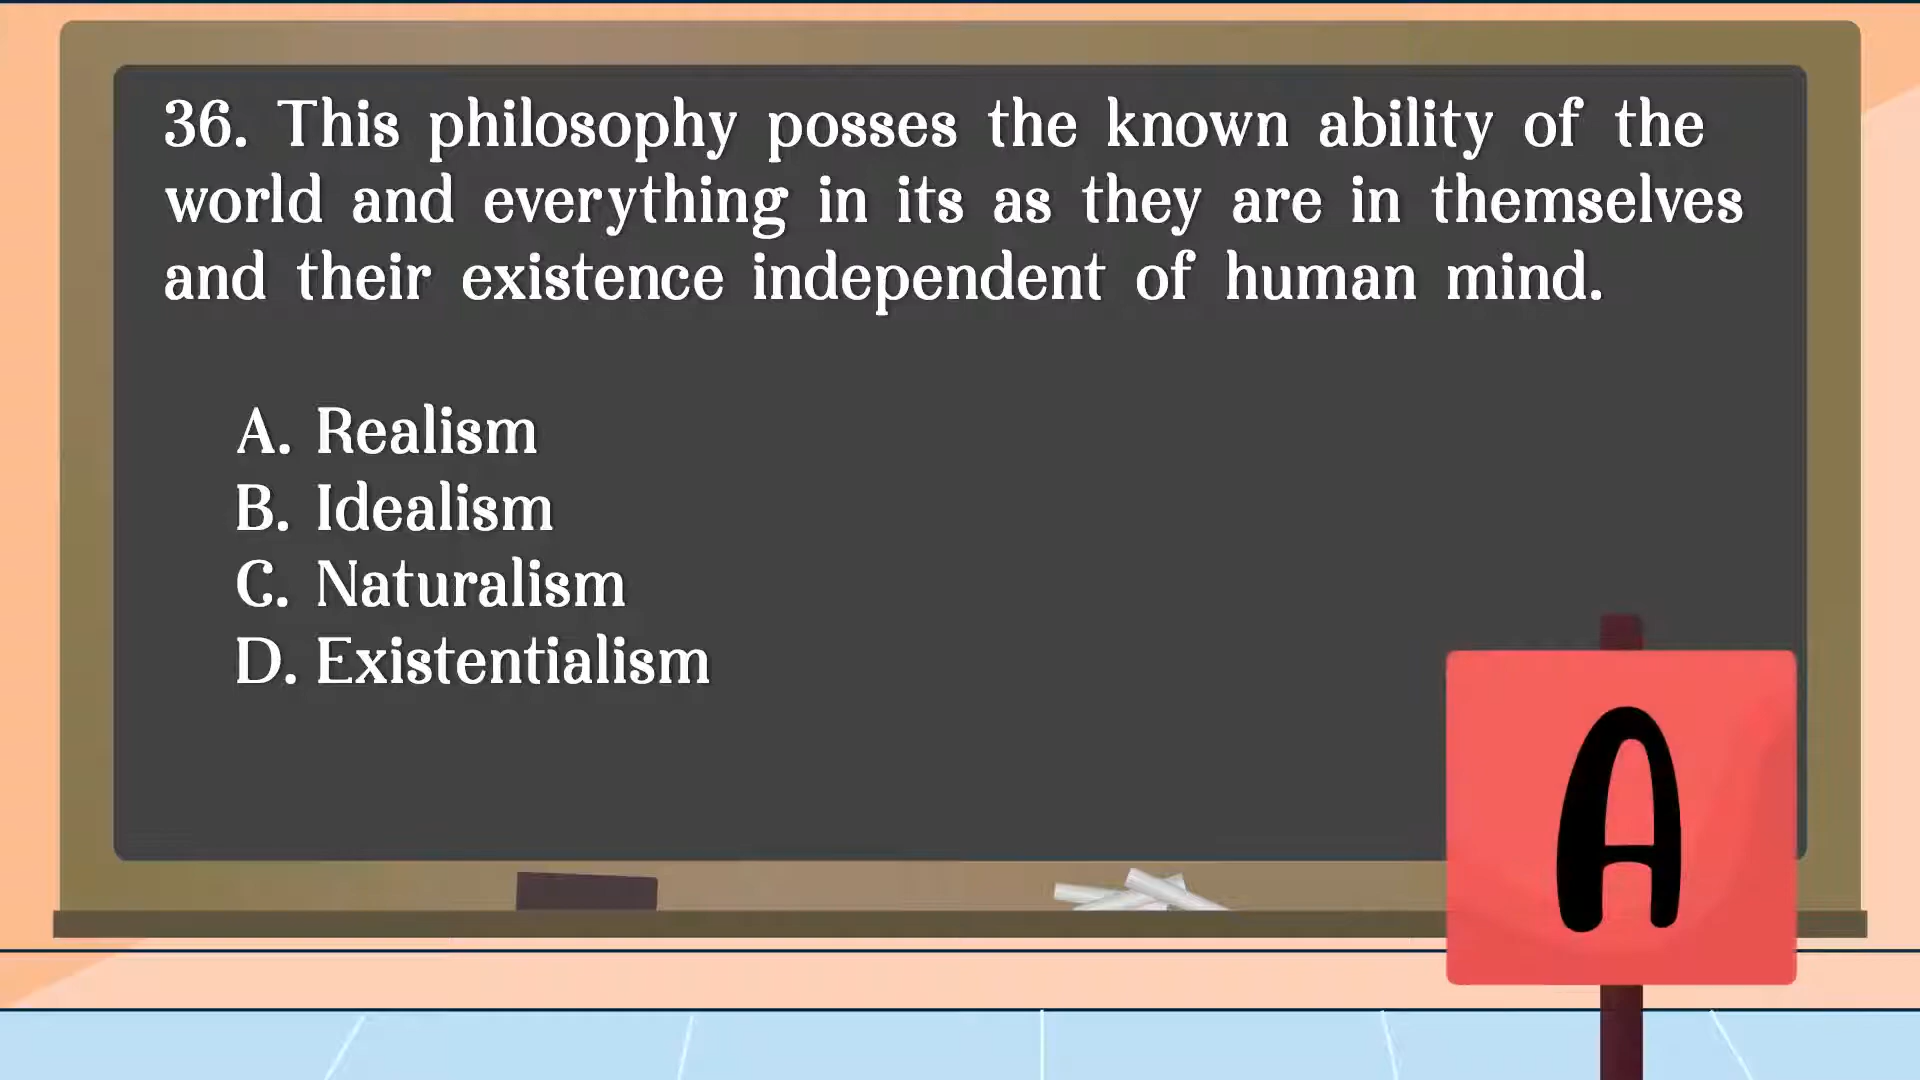 36. This philosophy posses the known ability of the
world and everything in its as they are in themselves
and their existence independent of human mind.
A. Realism
B. Idealism
C. Naturalism
D. Existentialism
A